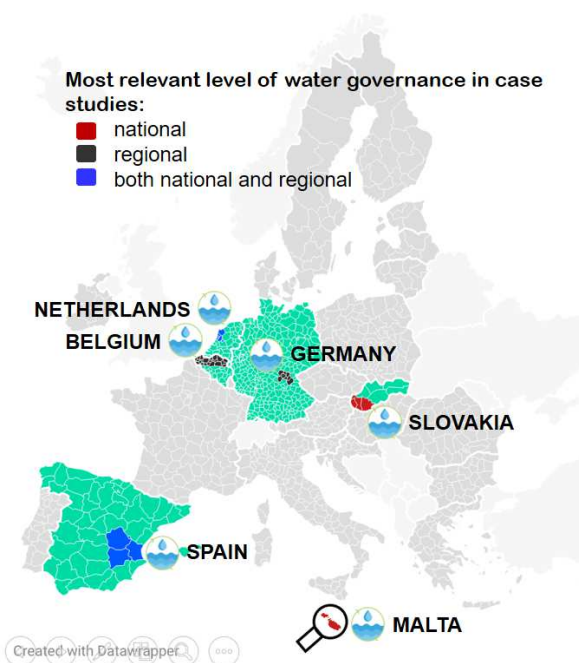 Most relevant level of water governance in case
studies:
national
regional
both national and regional
NETHERLANDS
BELGIUM
GERMANY
SLOVAKIA
SPAIN
MALTA
Created with Datawrapper